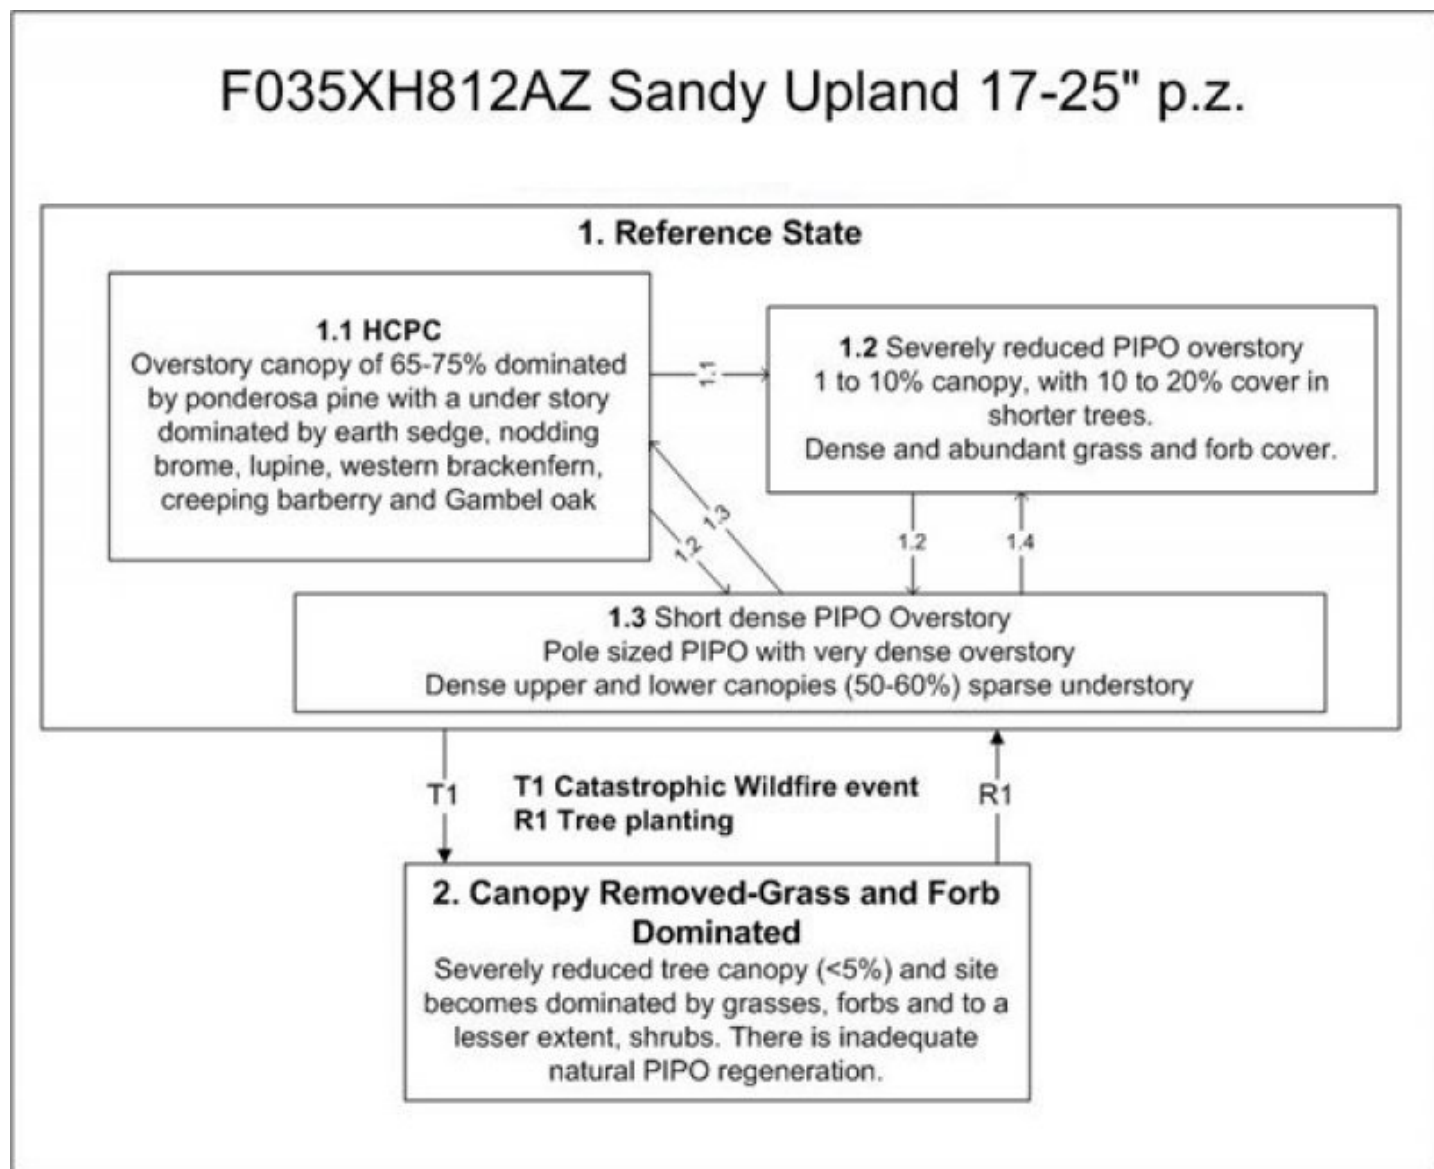 F035XH812AZ Sandy Upland 17-25" p.z.
1. Reference State
1.1 HCPC
Overstory canopy of 65-75% dominated
by ponderosa pine with a under story
dominated by earth sedge, nodding
brome, lupine, western brackenfern,
creeping barberry and Gambel oak
1.1
1.2 Severely reduced PIPO overstory
1 to 10% canopy, with 10 to 20% cover in
shorter trees.
Dense and abundant grass and forb cover.
1.2
1.3
1.2
1.4
1.3 Short dense PIPO Overstory
Pole sized PIPO with very dense overstory
Dense upper and lower canopies (50-60%) sparse understory
T1
T1 Catastrophic Wildfire event
R1 Tree planting
R1
2. Canopy Removed-Grass and Forb
Dominated
Severely reduced tree canopy (<5%) and site
becomes dominated by grasses, forbs and to a
lesser extent, shrubs. There is inadequate
natural PIPO regeneration.